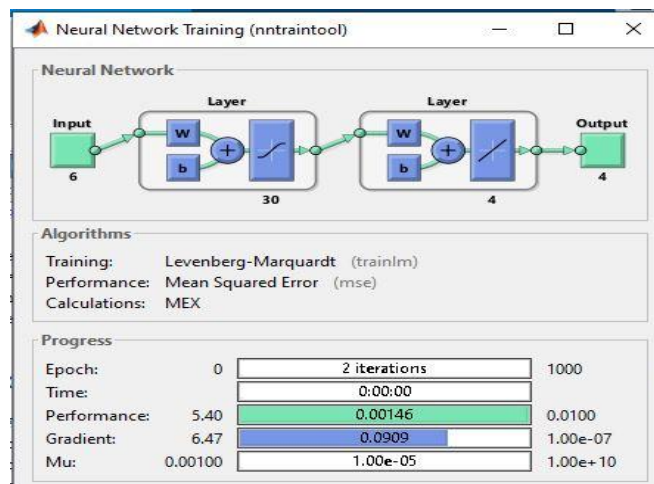 Neural Network Training (nntraintool)
Neural Network
Layer Layer
Input Output
W W
b b
+ +
6 4
30 4
Algorithms
Training: Levenberg-Marquardt (trainlm)
Performance: Mean Squared Error (mse)
Calculations: MEX
Progress
Epoch: 0 2 iterations 1000
Time: 0:00:00
Performance: 5.40 0.00146 0.0100
Gradient: 6.47 0.0909 1.00e-07
Mu: 0.00100 1.00e-05 1.00e+10